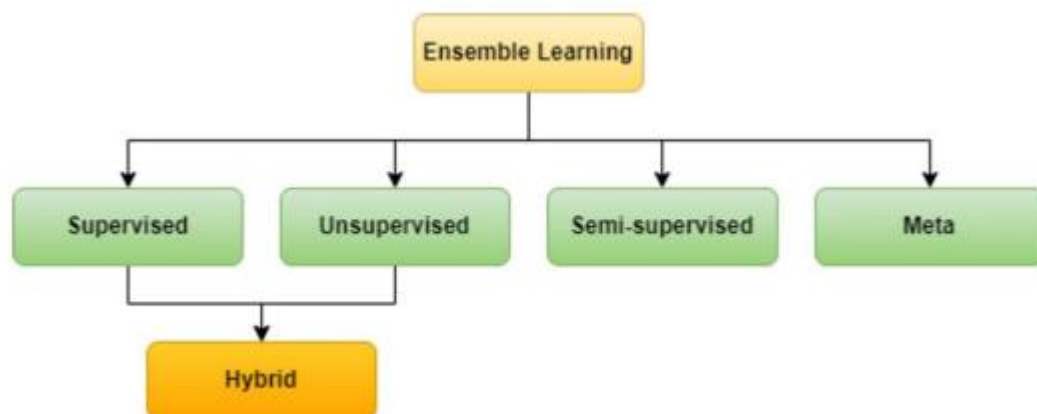 Ensemble Learning
Supervised
Unsupervised
Semi-supervised
Meta
Hybrid